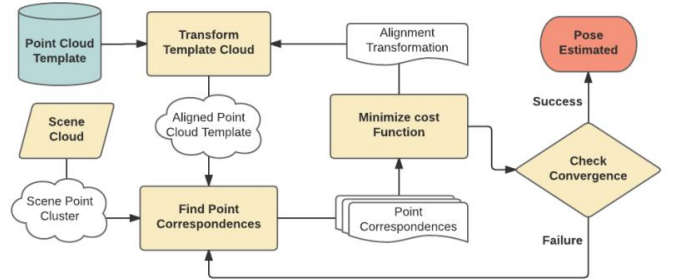 Point Cloud
Template
Transform
Template Cloud
Alignment
Transformation
Pose
Estimated
Success
Scene
Cloud
Aligned Point
Cloud Template
Minimize cost
Function
Check
Convergence
Scene Point
Cluster
Find Point
Correspondences
Point
Correspondences
Failure